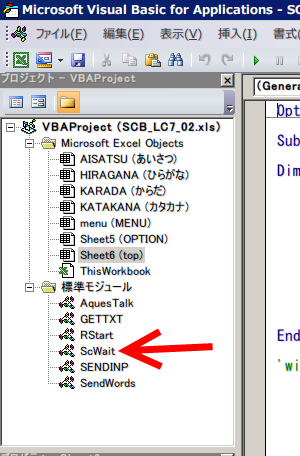 Microsoft Visual Basic for Applications - SC
ファイル(F) 編集(E) 表示(V) 挿入(I) 書式(
プロジェクト - VBAProject
(Genera
VBAProject (SCB_LC7_02.xls)
Microsoft Excel Objects
AISATSU (あいさつ)
HIRAGANA (ひらがな)
KARADA (からだ)
KATAKANA (カタカナ)
menu (MENU)
Sheet5 (OPTION)
Sheet6 (top)
ThisWorkbook
標準モジュール
AquesTalk
GETTXT
RStart
ScWait
SENDINP
SendWords
Opt
Sub
Dim
End
'wi